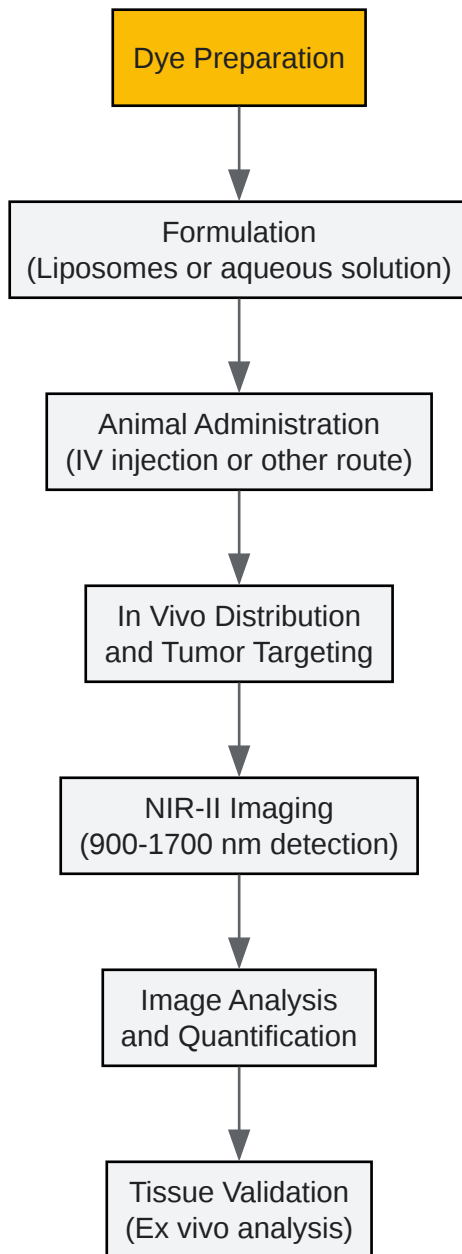 Dye Preparation
Formulation
(Liposomes or aqueous solution)
Animal Administration
(IV injection or other route)
In Vivo Distribution
and Tumor Targeting
NIR-II Imaging
(900-1700 nm detection)
Image Analysis
and Quantification
Tissue Validation
(Ex vivo analysis)